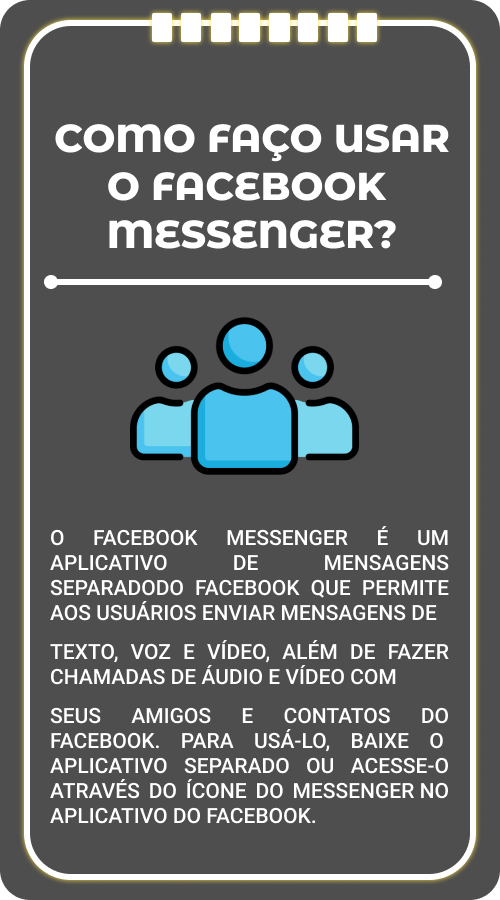 COMO FAÇO USAR
O FACEBOOK
MESSENGER?
O FACEBOOK MESSENGER É UM
APLICATIVO DE MENSAGENS
SEPARADODO FACEBOOK QUE PERMITE
AOS USUÁRIOS ENVIAR MENSAGENS DE
TEXTO, VOZ E VÍDEO, ALÉM DE FAZER
CHAMADAS DE ÁUDIO E VÍDEO COM
SEUS AMIGOS E CONTATOS DO
FACEBOOK. PARA USÁ-LO, BAIXE O
APLICATIVO SEPARADO OU ACESSE-O
ATRAVÉS DO ÍCONE DO MESSENGER NO
APLICATIVO DO FACEBOOK.